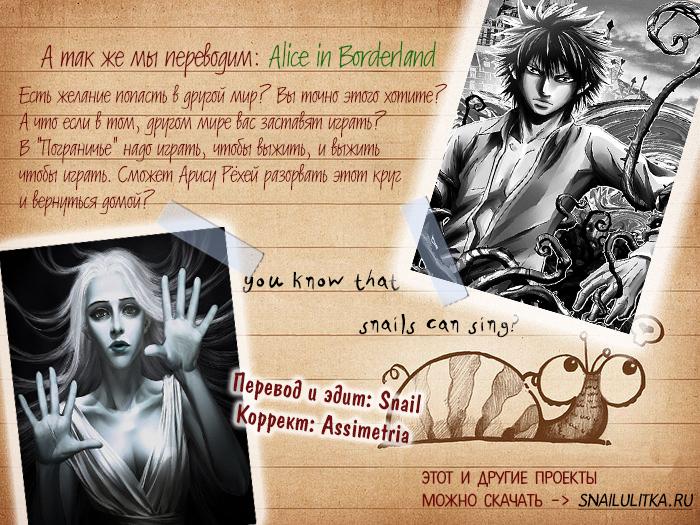 А так же мы переводим: Alice in Borderland
Есть желание попасть в другой мир? Вы точно этого хотите?
А что если в том, другом мире вас заставят играть?
В "Пограничье" надо играть, чтобы выжить, и выжить
чтобы играть. Сможет Арису Рёхей разорвать этот круг
и вернуться домой?
you know that
snails can sing?
Перевод и эдит: Snail
Коррект: Assimetria
ЭТОТ И ДРУГИЕ ПРОЕКТЫ
МОЖНО СКАЧАТЬ -> SNAILULITKA.RU